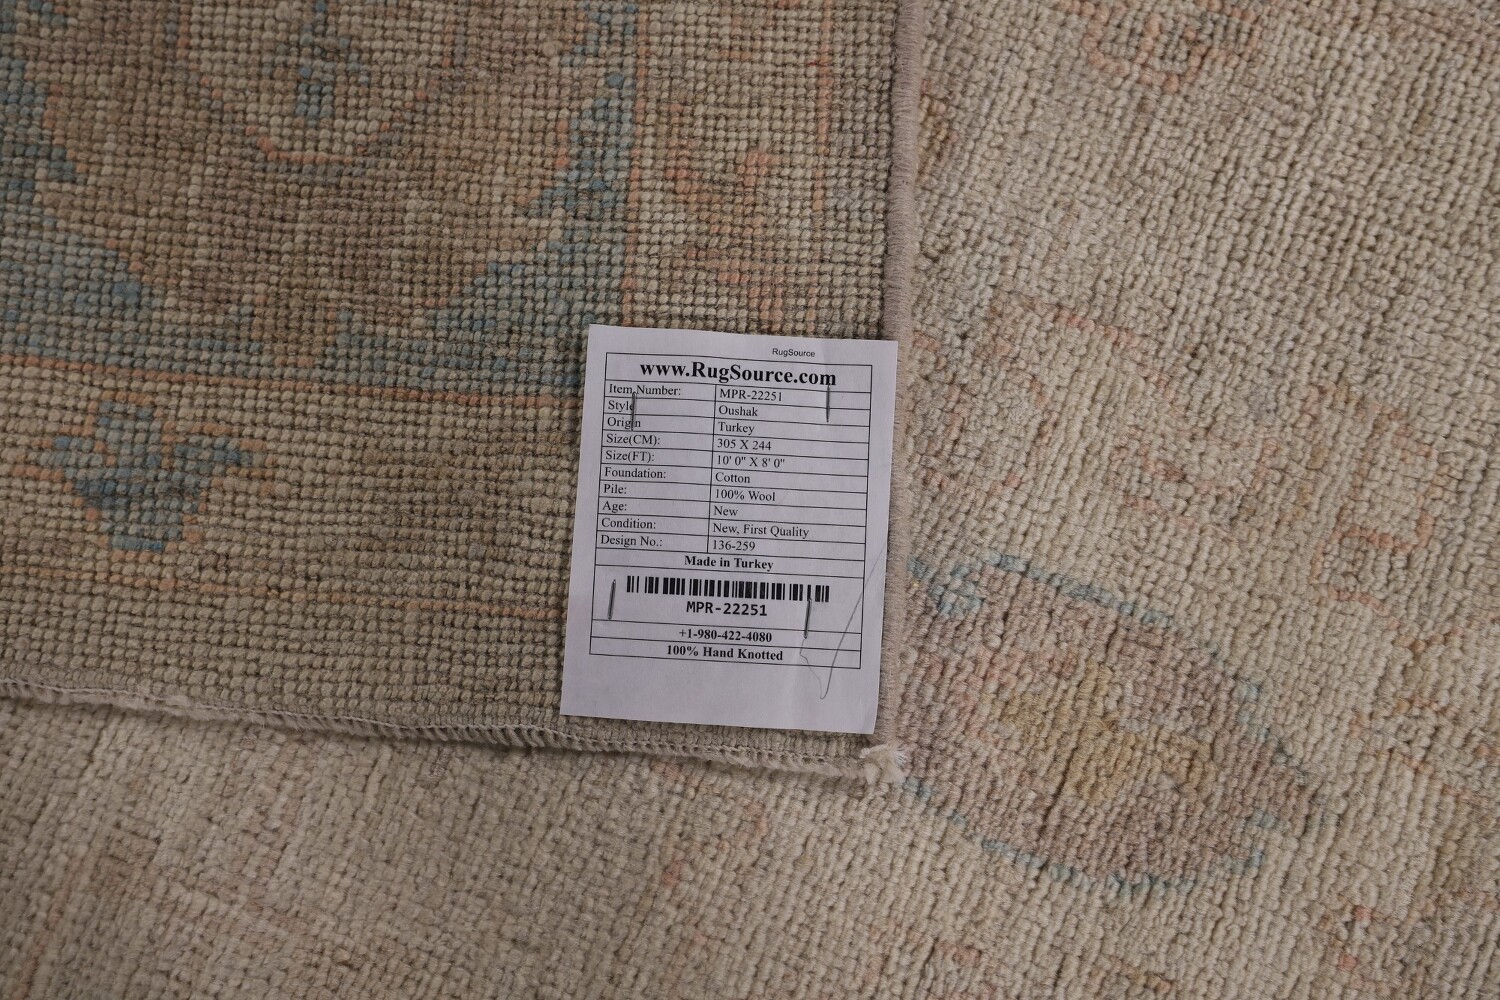 RugSource
www.RugSource.com
Item Number: MPR-22251
Style Oushak
Origin Turkey
Size(CM): 305 X 244
Size(FT): 10' 0" X 8' 0"
Foundation: Cotton
Pile: 100% Wool
Age: New
Condition: New, First Quality
Design No.: 136-259
Made in Turkey
MPR-22251
+1-980-422-4080
100% Hand Knotted